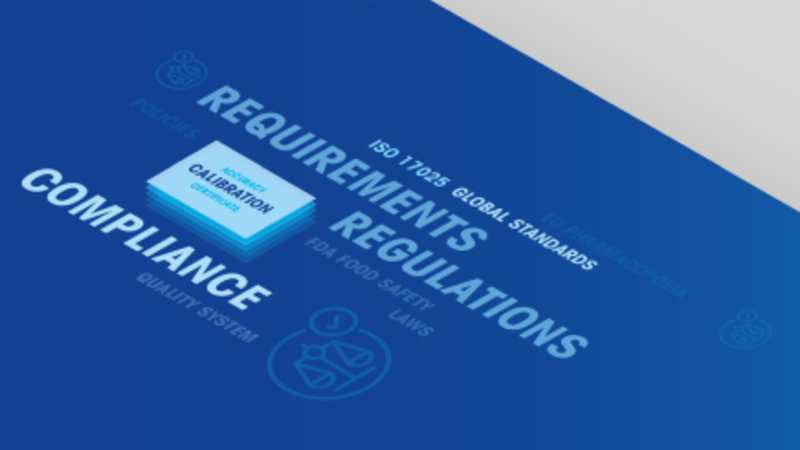 POLICIES
REQUIREMENTS
ISO 17025 GLOBAL STANDARDS
EU PHARMACOPOEIA
ACCURACY
CALIBRATION
CERTIFICATE
COMPLIANCE
REGULATIONS
FDA FOOD SAFETY
LAWS
QUALITY SYSTEM